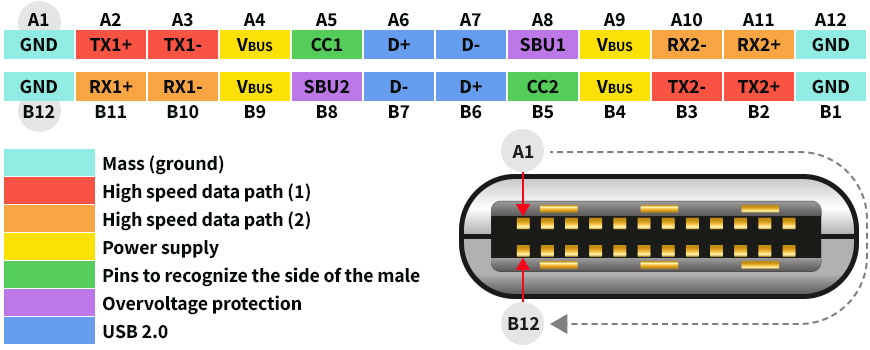 A1 A2 A3 A4 A5 A6 A7 A8 A9 A10 A11 A12
GND TX1+ TX1- VBUS CC1 D+ D- SBU1 VBUS RX2- RX2+ GND
GND RX1+ RX1- VBUS SBU2 D- D+ CC2 VBUS TX2- TX2+ GND
B12 B11 B10 B9 B8 B7 B6 B5 B4 B3 B2 B1
Mass (ground)
High speed data path (1)
High speed data path (2)
Power supply
Pins to recognize the side of the male
Overvoltage protection
USB 2.0
A1
B12